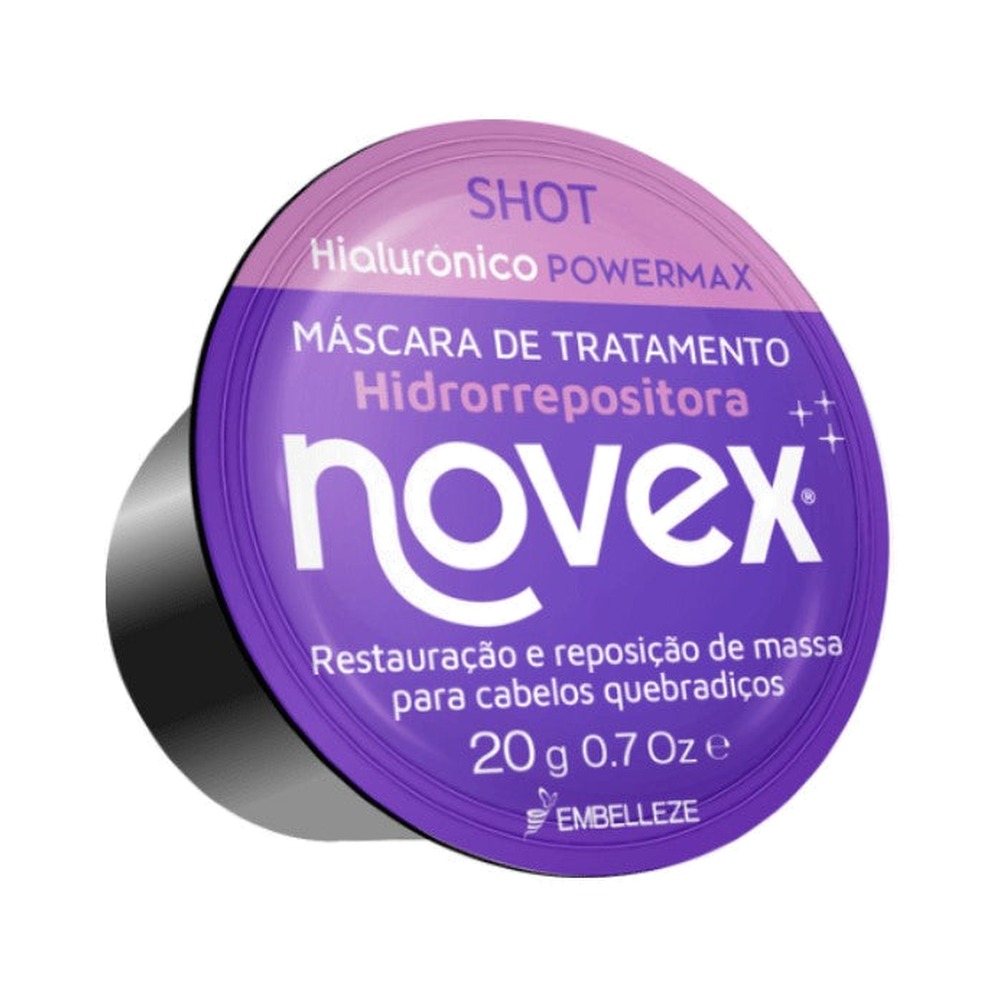 SHOT
Hialurônico POWERMAX
MÁSCARA DE TRATAMENTO
Hidrorrepositora
novex®
Restauração e reposição de massa
para cabelos quebradiços
20 g 0.7 Oz ℮
EMBELLEZE